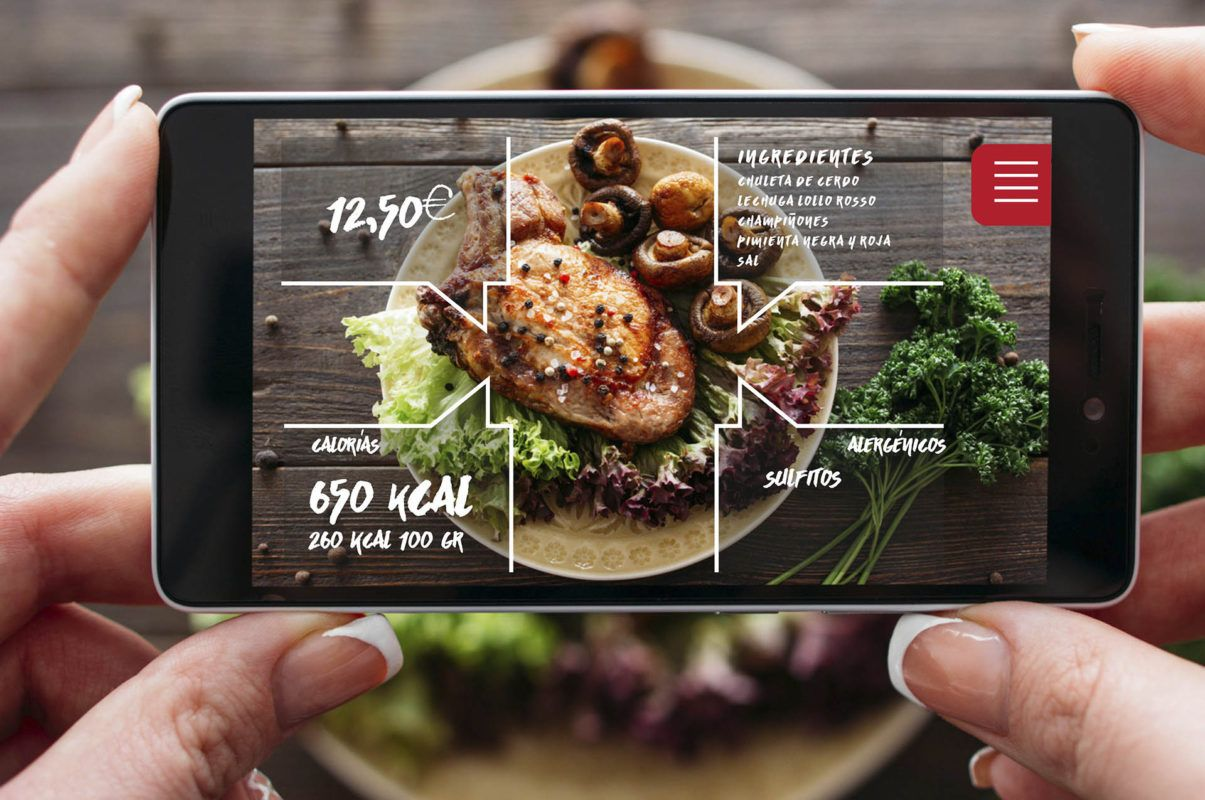 12,50€
INGREDIENTES
CHULETA DE CERDO
LECHUGA LOLLO ROSSO
CHAMPIÑONES
PIMIENTA NEGRA Y ROJA
SAL
CALORÍAS
650 KCAL
260 KCAL 100 GR
ALERGÉNICOS
SULFITOS